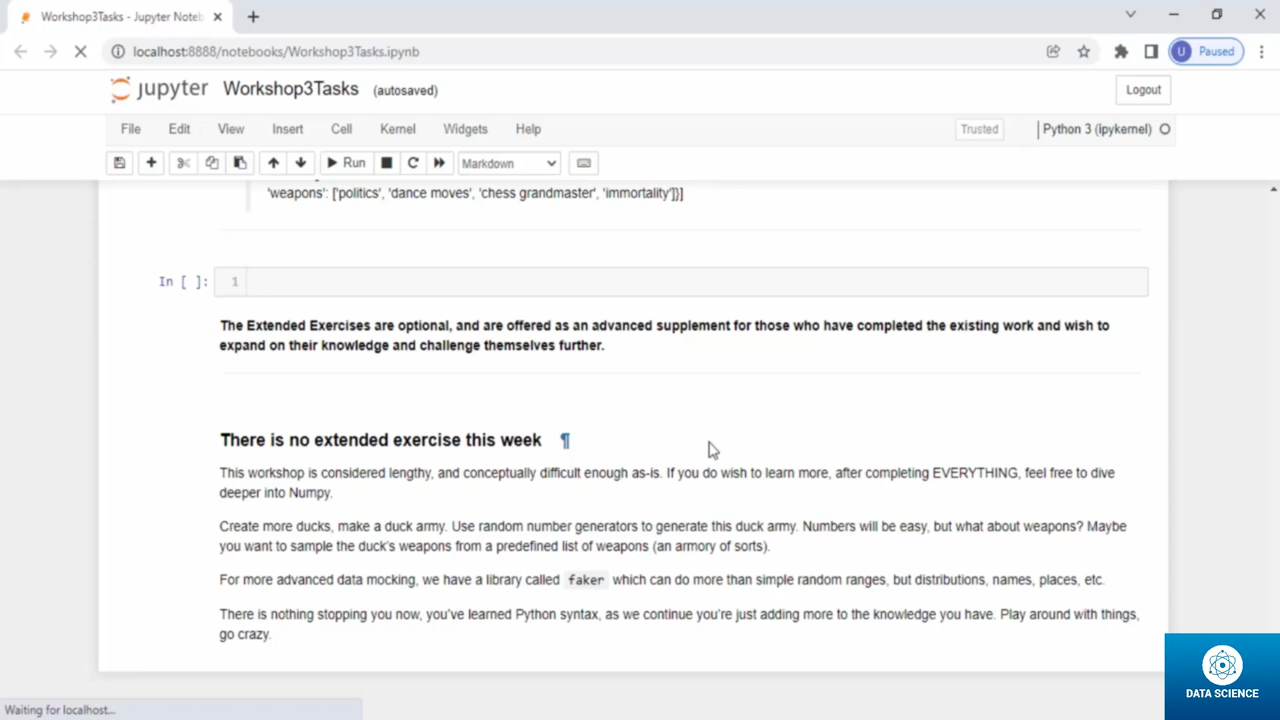 Workshop3Tasks - Jupyter Noteb
localhost:8888/notebooks/Workshop3Tasks.ipynb
U Paused
jupyter Workshop3Tasks (autosaved)
Logout
File Edit View Insert Cell Kernel Widgets Help
Trusted
Python 3 (ipykernel)
Run
Markdown
'weapons': ['politics', 'dance moves', 'chess grandmaster', 'immortality']}]
In [ ]: 1
The Extended Exercises are optional, and are offered as an advanced supplement for those who have completed the existing work and wish to
expand on their knowledge and challenge themselves further.
There is no extended exercise this week ¶
This workshop is considered lengthy, and conceptually difficult enough as-is. If you do wish to learn more, after completing EVERYTHING, feel free to dive
deeper into Numpy.
Create more ducks, make a duck army. Use random number generators to generate this duck army. Numbers will be easy, but what about weapons? Maybe
you want to sample the duck's weapons from a predefined list of weapons (an armory of sorts).
For more advanced data mocking, we have a library called faker which can do more than simple random ranges, but distributions, names, places, etc.
There is nothing stopping you now, you've learned Python syntax, as we continue you're just adding more to the knowledge you have. Play around with things,
go crazy.
DATA SCIENCE
Waiting for localhost...